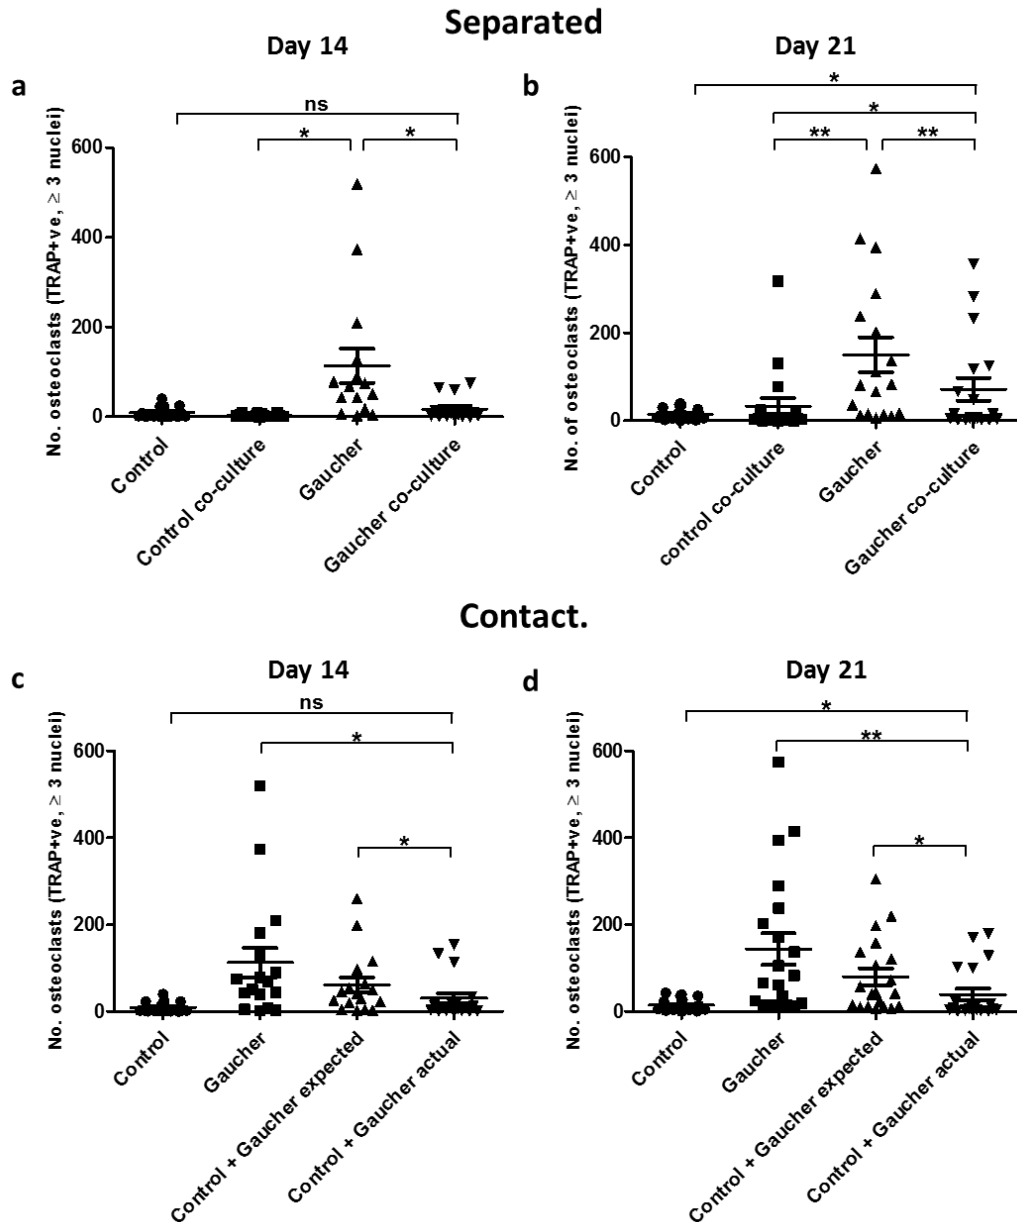 Separated
Day 14
Day 21
a
b
ns
*
*
*
*
**
**
No. osteoclasts (TRAP+ve, ≥ 3 nuclei)
600
400
200
0
Control
Control co-culture
Gaucher
Gaucher co-culture
No. of osteoclasts (TRAP+ve, ≥ 3 nuclei)
600
400
200
0
Control
control co-culture
Gaucher
Gaucher co-culture
Contact.
Day 14
Day 21
c
d
ns
*
*
*
**
*
No. osteoclasts (TRAP+ve, ≥ 3 nuclei)
600
400
200
0
Control
Gaucher
Control + Gaucher expected
Control + Gaucher actual
No. osteoclasts (TRAP+ve, ≥ 3 nuclei)
600
400
200
0
Control
Gaucher
Control + Gaucher expected
Control + Gaucher actual